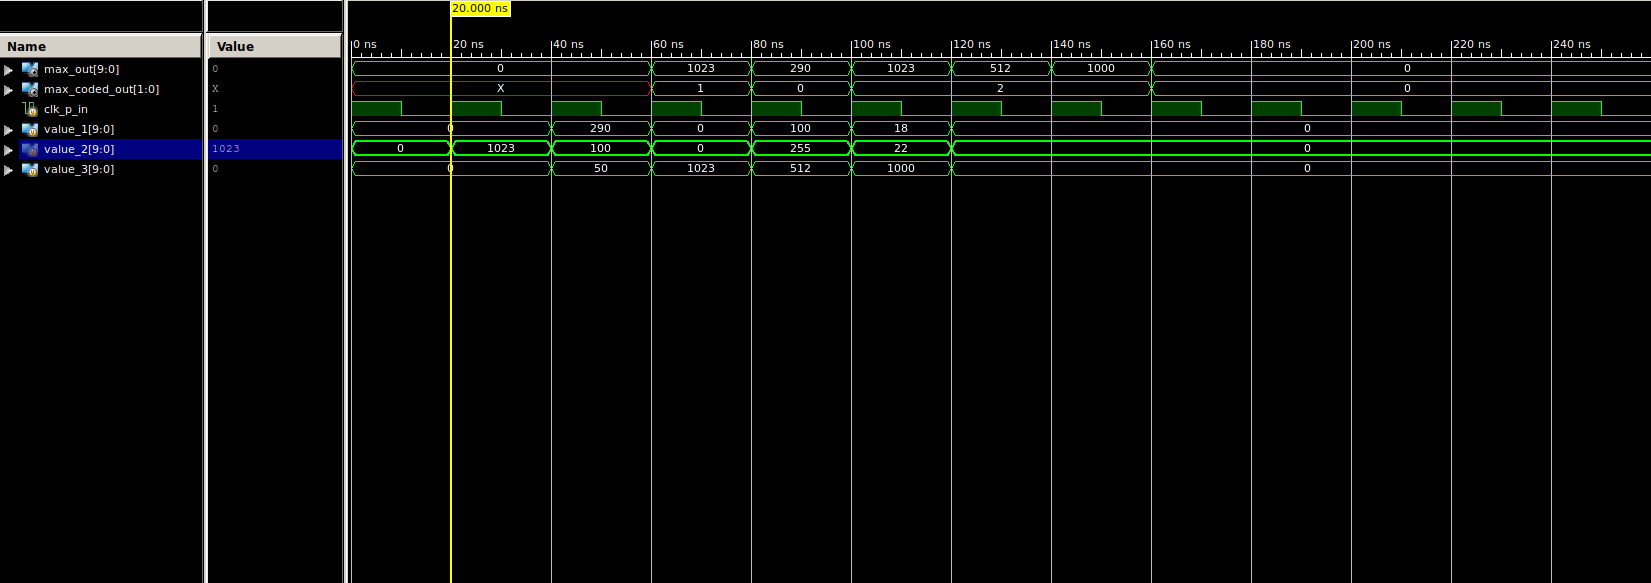 20.000 ns
Name Value
0 ns 20 ns 40 ns 60 ns 80 ns 100 ns 120 ns 140 ns 160 ns 180 ns 200 ns 220 ns 240 ns
max_out[9:0] 0 0 1023 290 1023 512 1000 0
max_coded_out[1:0] X X 1 0 2 0
clk_p_in 1
value_1[9:0] 0 0 290 0 100 18 0
value_2[9:0] 1023 0 1023 100 0 255 22 0
value_3[9:0] 0 0 50 1023 512 1000 0